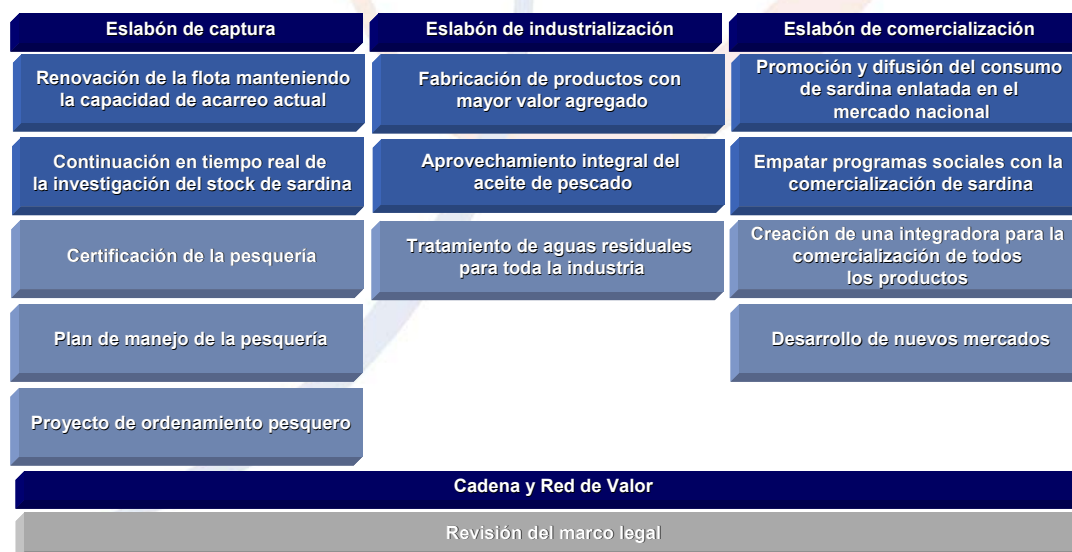 Eslabón de captura
Renovación de la flota manteniendo
la capacidad de acarreo actual
Continuación en tiempo real de
la investigación del stock de sardina
Certificación de la pesquería
Plan de manejo de la pesquería
Proyecto de ordenamiento pesquero
Eslabón de industrialización
Fabricación de productos con
mayor valor agregado
Aprovechamiento integral del
aceite de pescado
Tratamiento de aguas residuales
para toda la industria
Eslabón de comercialización
Promoción y difusión del consumo
de sardina enlatada en el
mercado nacional
Empatar programas sociales con la
comercialización de sardina
Creación de una integradora para la
comercialización de todos
los productos
Desarrollo de nuevos mercados
Cadena y Red de Valor
Revisión del marco legal